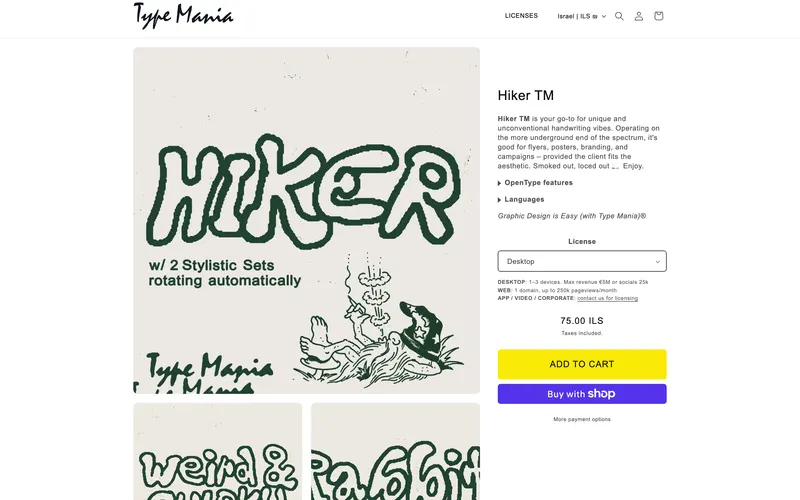 Type Mania
LICENSES
Israel | ILS ₪
HIKER
w/ 2 Stylistic Sets
rotating automatically
Type Mania
Type Mania
weird &
quirky
Rabbit
Hiker TM
Hiker TM is your go-to for unique and
unconventional handwriting vibes. Operating on
the more underground end of the spectrum, it's
good for flyers, posters, branding, and
campaigns – provided the client fits the
aesthetic. Smoked out, loced out ._. Enjoy.
OpenType features
Languages
Graphic Design is Easy (with Type Mania)®
License
Desktop
DESKTOP: 1–3 devices. Max revenue €5M or socials 25k
WEB: 1 domain, up to 250k pageviews/month
APP / VIDEO / CORPORATE: contact us for licensing
75.00 ILS
Taxes included.
ADD TO CART
Buy with shop
More payment options